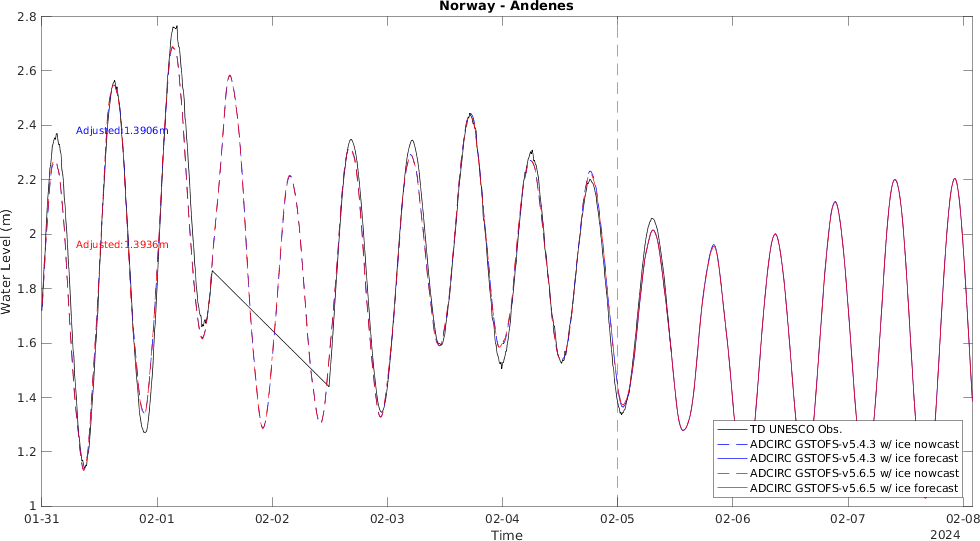 Norway - Andenes
2.8
2.6
2.4
2.2
2
1.8
1.6
1.4
1.2
1
Water Level (m)
Adjusted:1.3906m
Adjusted:1.3936m
TD UNESCO Obs.
ADCIRC GSTOFS-v5.4.3 w/ ice nowcast
ADCIRC GSTOFS-v5.4.3 w/ ice forecast
ADCIRC GSTOFS-v5.6.5 w/ ice nowcast
ADCIRC GSTOFS-v5.6.5 w/ ice forecast
01-31 02-01 02-02 02-03 02-04 02-05 02-06 02-07 02-08
Time
2024